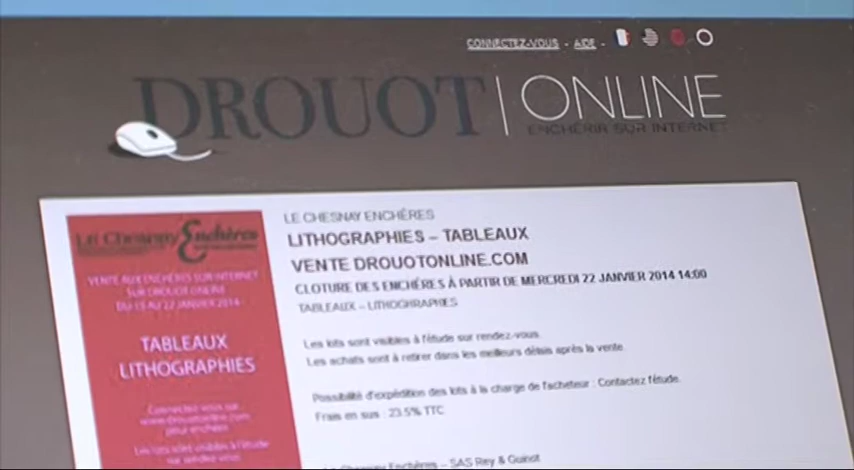 CONNECTEZ-VOUS - AIDE -
DROUOT | ONLINE
ENCHÉRIR SUR INTERNET
Le Chesnay Enchères
VENTE AUX ENCHÈRES SUR INTERNET
SUR DROUOT ONLINE
DU 15 AU 22 JANVIER 2014
TABLEAUX
LITHOGRAPHIES
Connectez-vous sur
www.drouotonline.com
pour enchérir
Les lots sont visibles à l'étude
sur rendez-vous
LE CHESNAY ENCHÈRES
LITHOGRAPHIES – TABLEAUX
VENTE DROUOTONLINE.COM
CLOTURE DES ENCHÈRES À PARTIR DE MERCREDI 22 JANVIER 2014 14:00
TABLEAUX – LITHOGHRAPHIES
Les lots sont visibles à l'étude sur rendez-vous.
Les achats sont à retirer dans les meilleurs délais après la vente.
Possibilité d'expédition des lots à la charge de l'acheteur : Contactez l'étude.
Frais en sus : 23.5% TTC
Chesnay Enchères – SAS Rey & Guinot